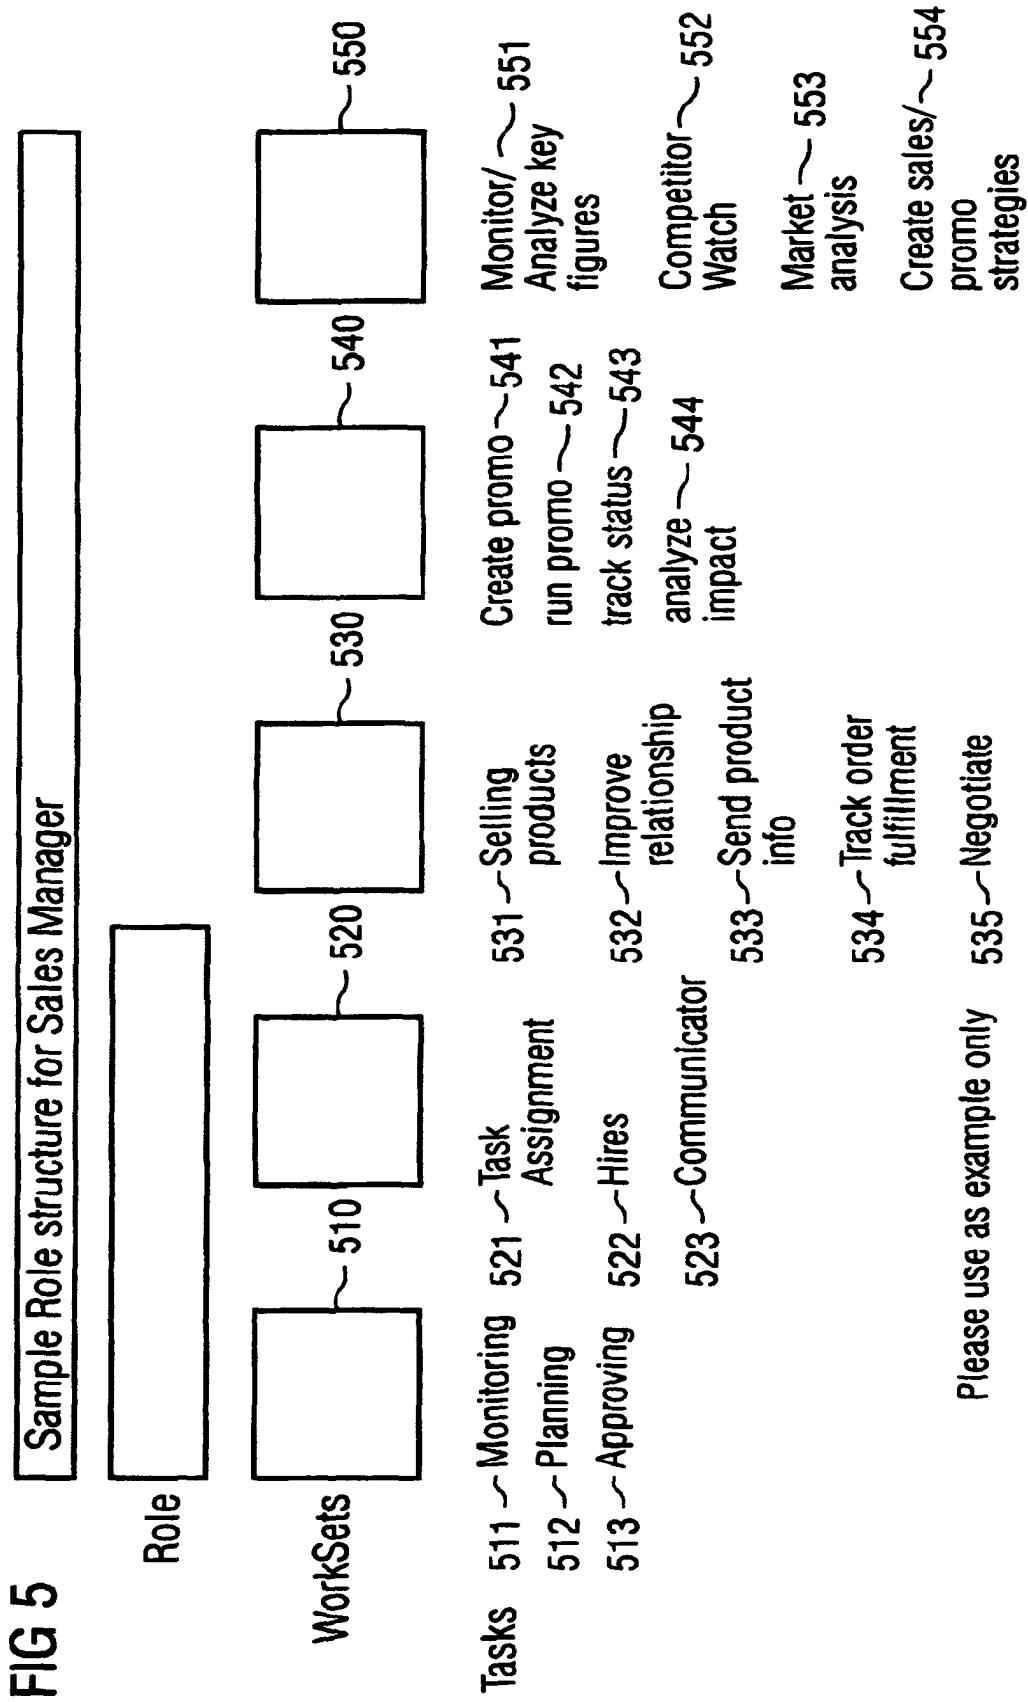 FIG 5
Sample Role structure for Sales Manager
Role
WorkSets
510
520
530
540
550
Tasks
511 Monitoring
512 Planning
513 Approving
521 Task
Assignment
522 Hires
523 Communicator
531 Selling
products
532 Improve
relationship
533 Send product
info
534 Track order
fulfillment
535 Negotiate
Create promo 541
run promo 542
track status 543
analyze 544
impact
Monitor/ 551
Analyze key
figures
Competitor 552
Watch
Market 553
analysis
Create sales/ 554
promo
strategies
Please use as example only